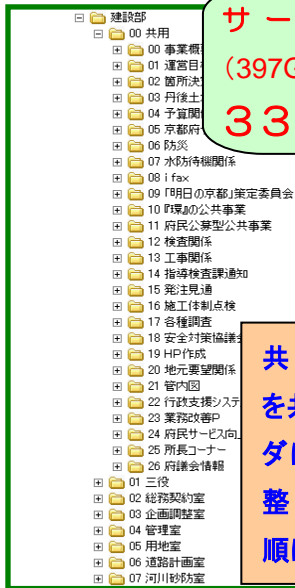 建設部
00 共用
00 事業概
01 運営目
02 箇所決
03 丹後土
04 予算関
05 京都府
06 防災
07 水防待機関係
08 i fax
09 「明日の京都」策定委員会
10 『環』の公共事業
11 府民公募型公共事業
12 検査関係
13 工事関係
14 指導検査課通知
15 発注見通
16 施工体制点検
17 各種調査
18 安全対策協議会
19 HP作成
20 地元要望関係
21 管内図
22 行政支援システ
23 業務改善P
24 府民サービス向
25 所長コーナー
26 府議会情報
01 三役
02 総務契約室
03 企画調整室
04 管理室
05 用地室
06 道路計画室
07 河川砂防室
サー
(397G
33
共
を共
ダに
整
順に